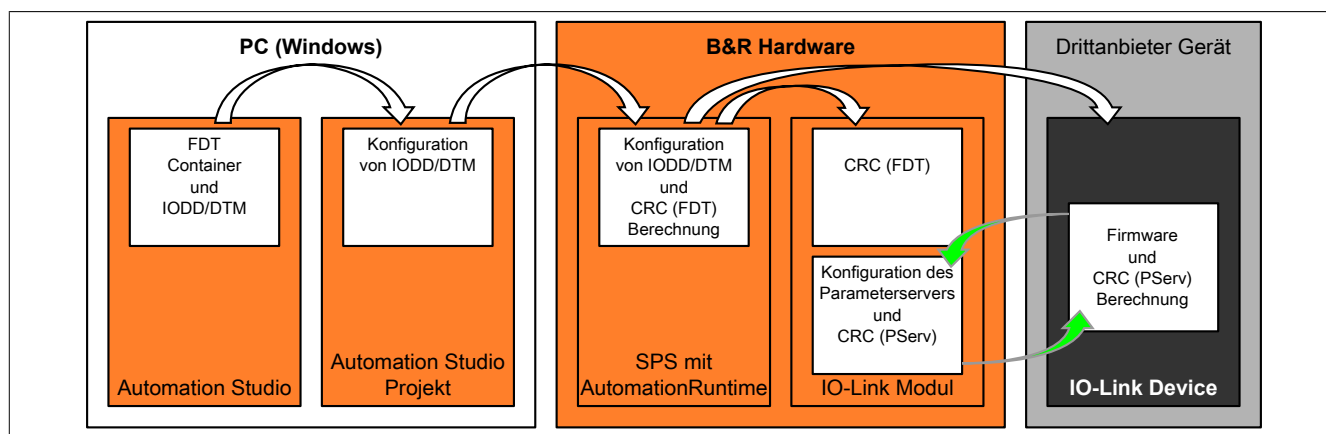 PC (Windows)
B&R Hardware
Drittanbieter Gerät
FDT
Container
und
IODD/DTM
Automation Studio
Konfiguration
von IODD/DTM
Automation Studio
Projekt
Konfiguration
von IODD/DTM
und
CRC (FDT)
Berechnung
SPS mit
AutomationRuntime
CRC (FDT)
Konfiguration des
Parameterservers
und
CRC (PServ)
IO-Link Modul
Firmware
und
CRC (PServ)
Berechnung
IO-Link Device